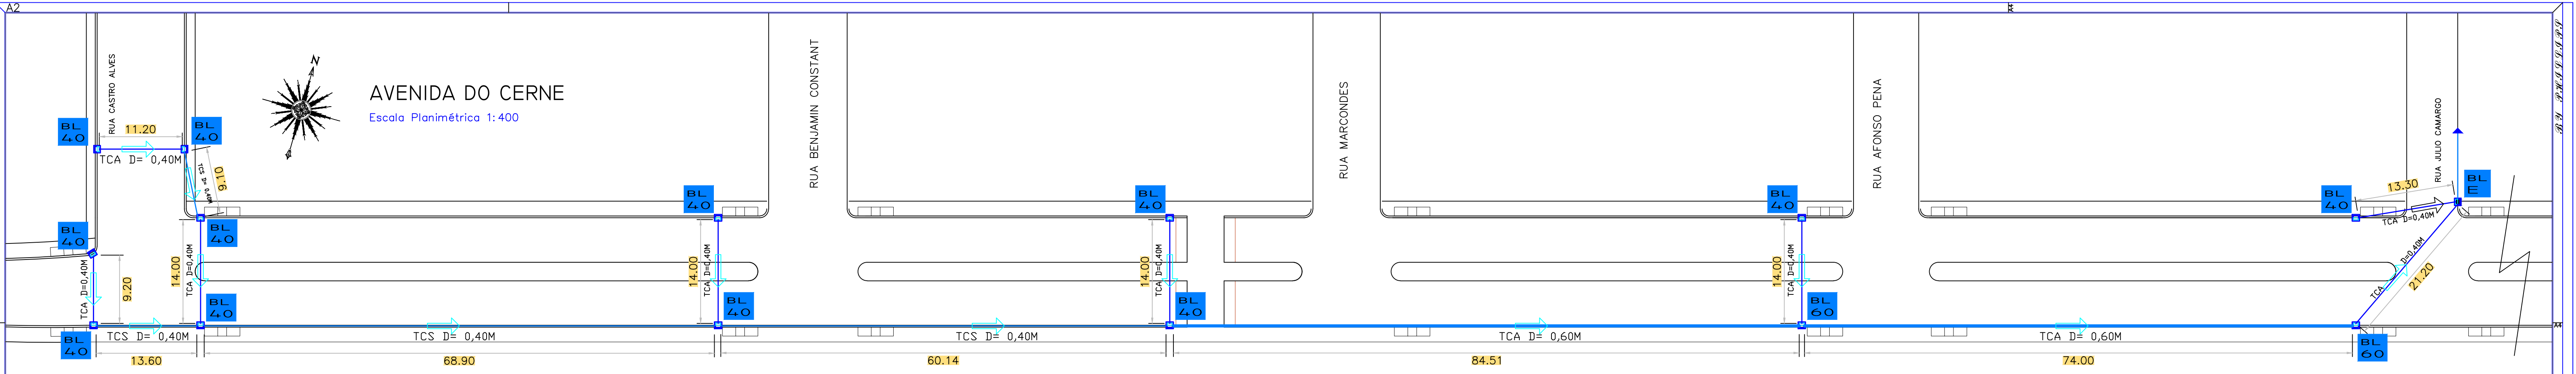 A2
RUA CASTRO ALVES
BL
40
11.20
BL
40
TCA D= 0,40M
TCS D= 0,40M
9.10
N
AVENIDA DO CERNE
Escala Planimétrica 1:400
RUA BENJAMIN CONSTANT
RUA MARCONDES
RUA AFONSO PENA
RUA JULIO CAMARGO
BL
40
BL
40
BL
40
BL
40
BL
40
BL
40
13.30
BL
E
TCA D=0,40M
TCA D=0,40M
9.20
14.00
TCA D=0,40M
14.00
TCA D=0,40M
14.00
TCA D=0,40M
14.00
TCA D=0,40M
TCA D=0,40M
21.20
BL
40
BL
40
BL
40
BL
40
BL
60
BL
60
TCS D= 0,40M
TCS D= 0,40M
TCS D= 0,40M
TCA D= 0,60M
TCA D= 0,60M
13.60
68.90
60.14
84.51
74.00